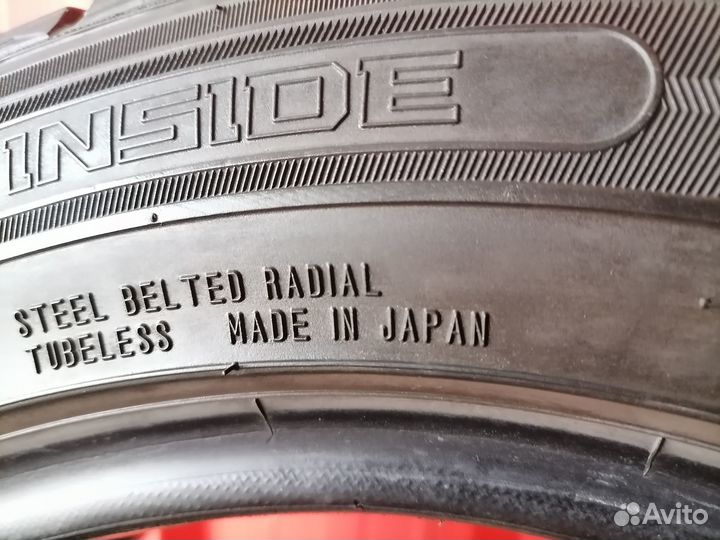 INSIDE
STEEL BELTED RADIAL
TUBELESS MADE IN JAPAN
Avito